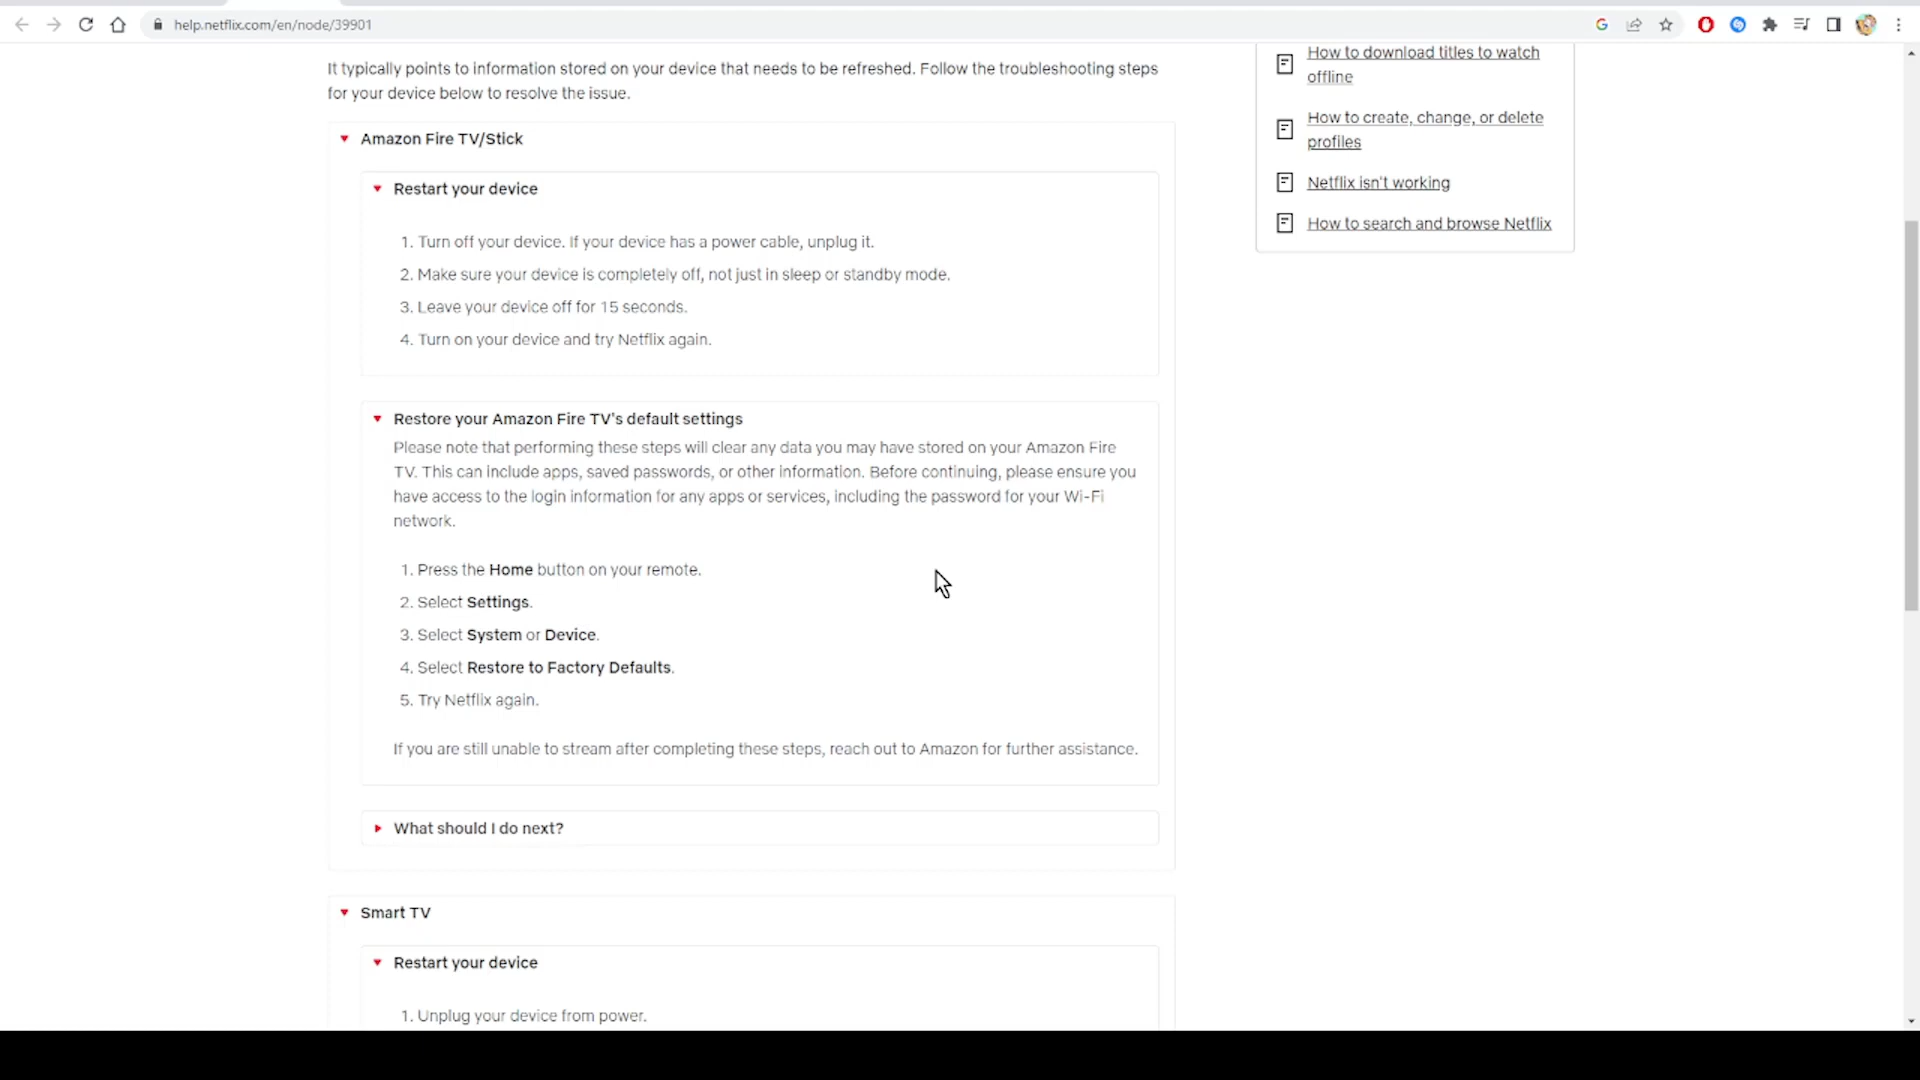 help.netflix.com/en/node/39901
It typically points to information stored on your device that needs to be refreshed. Follow the troubleshooting steps
for your device below to resolve the issue.
Amazon Fire TV/Stick
Restart your device
1. Turn off your device. If your device has a power cable, unplug it.
2. Make sure your device is completely off, not just in sleep or standby mode.
3. Leave your device off for 15 seconds.
4. Turn on your device and try Netflix again.
Restore your Amazon Fire TV's default settings
Please note that performing these steps will clear any data you may have stored on your Amazon Fire
TV. This can include apps, saved passwords, or other information. Before continuing, please ensure you
have access to the login information for any apps or services, including the password for your Wi-Fi
network.
1. Press the Home button on your remote.
2. Select Settings.
3. Select System or Device.
4. Select Restore to Factory Defaults.
5. Try Netflix again.
If you are still unable to stream after completing these steps, reach out to Amazon for further assistance.
What should I do next?
Smart TV
Restart your device
1. Unplug your device from power.
How to download titles to watch
offline
How to create, change, or delete
profiles
Netflix isn't working
How to search and browse Netflix